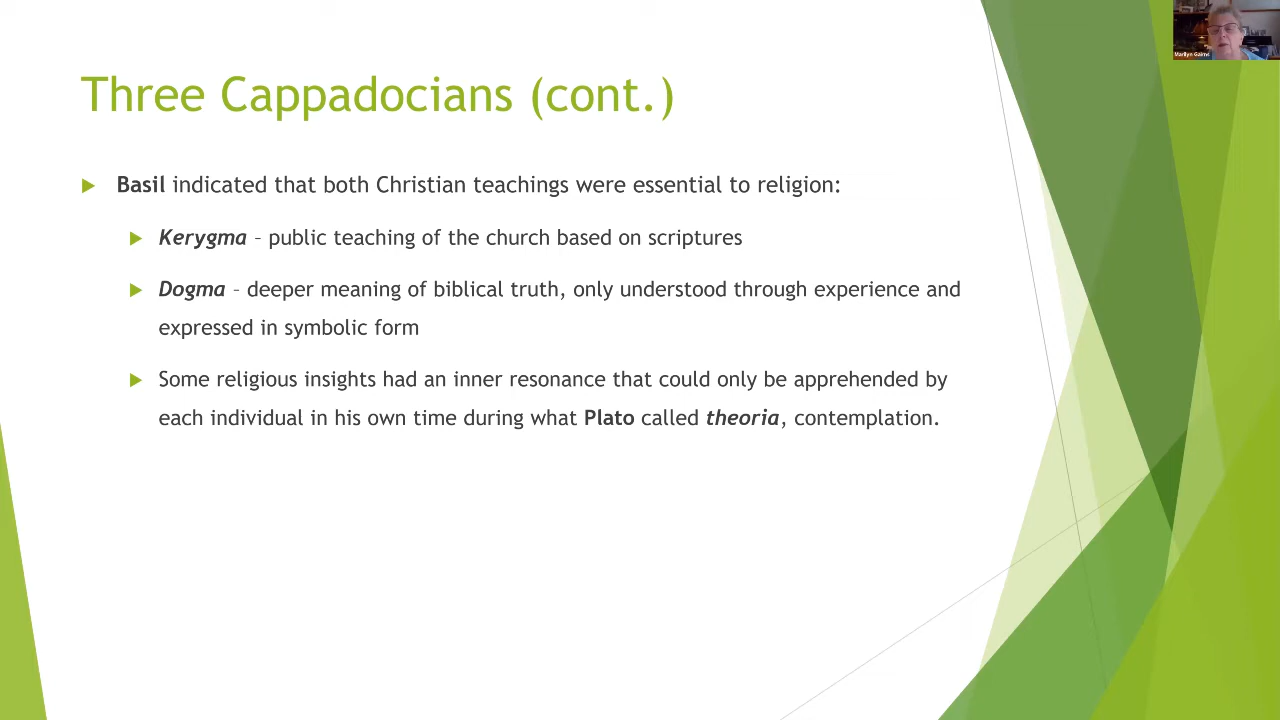 Marilyn Gairns
Three Cappadocians (cont.)
Basil indicated that both Christian teachings were essential to religion:
Kerygma – public teaching of the church based on scriptures
Dogma – deeper meaning of biblical truth, only understood through experience and
expressed in symbolic form
Some religious insights had an inner resonance that could only be apprehended by
each individual in his own time during what Plato called theoria, contemplation.